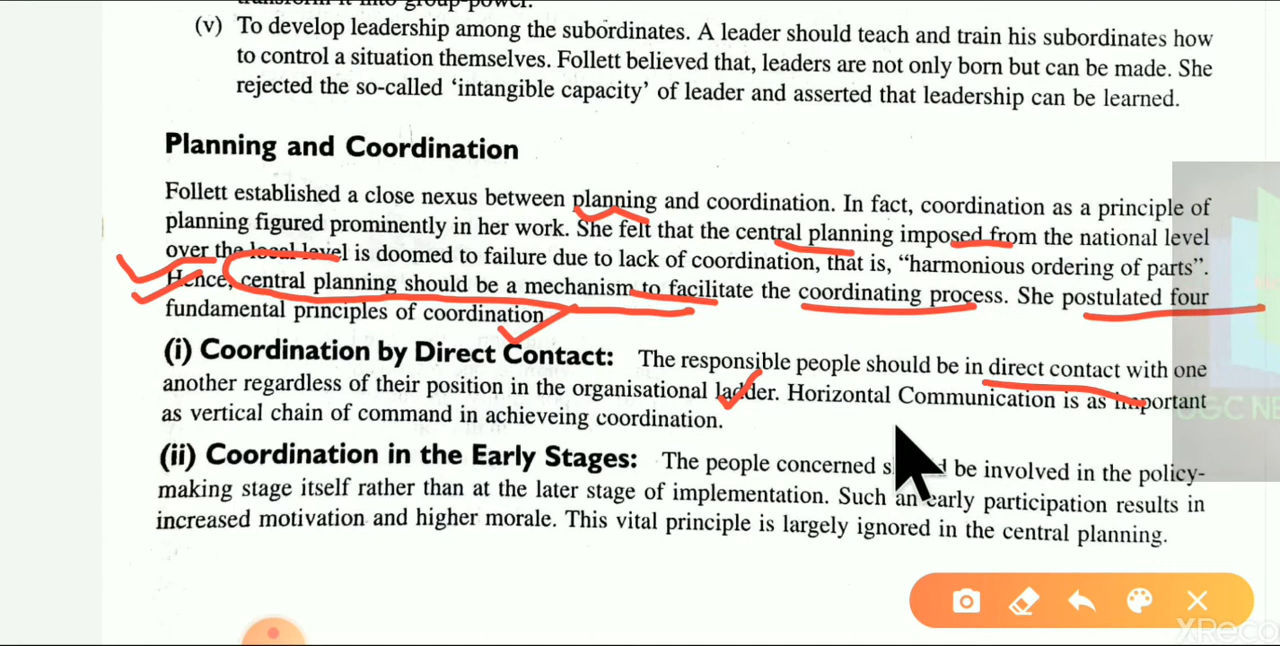 transform it into group-power.
(v) To develop leadership among the subordinates. A leader should teach and train his subordinates how
to control a situation themselves. Follett believed that, leaders are not only born but can be made. She
rejected the so-called ‘intangible capacity’ of leader and asserted that leadership can be learned.
Planning and Coordination
Follett established a close nexus between planning and coordination. In fact, coordination as a principle of
planning figured prominently in her work. She felt that the central planning imposed from the national level
over the local level is doomed to failure due to lack of coordination, that is, “harmonious ordering of parts”.
Hence, central planning should be a mechanism to facilitate the coordinating process. She postulated four
fundamental principles of coordination
(i) Coordination by Direct Contact: The responsible people should be in direct contact with one
another regardless of their position in the organisational ladder. Horizontal Communication is as important
as vertical chain of command in achieveing coordination.
(ii) Coordination in the Early Stages: The people concerned be involved in the policy-
making stage itself rather than at the later stage of implementation. Such an early participation results in
increased motivation and higher morale. This vital principle is largely ignored in the central planning.